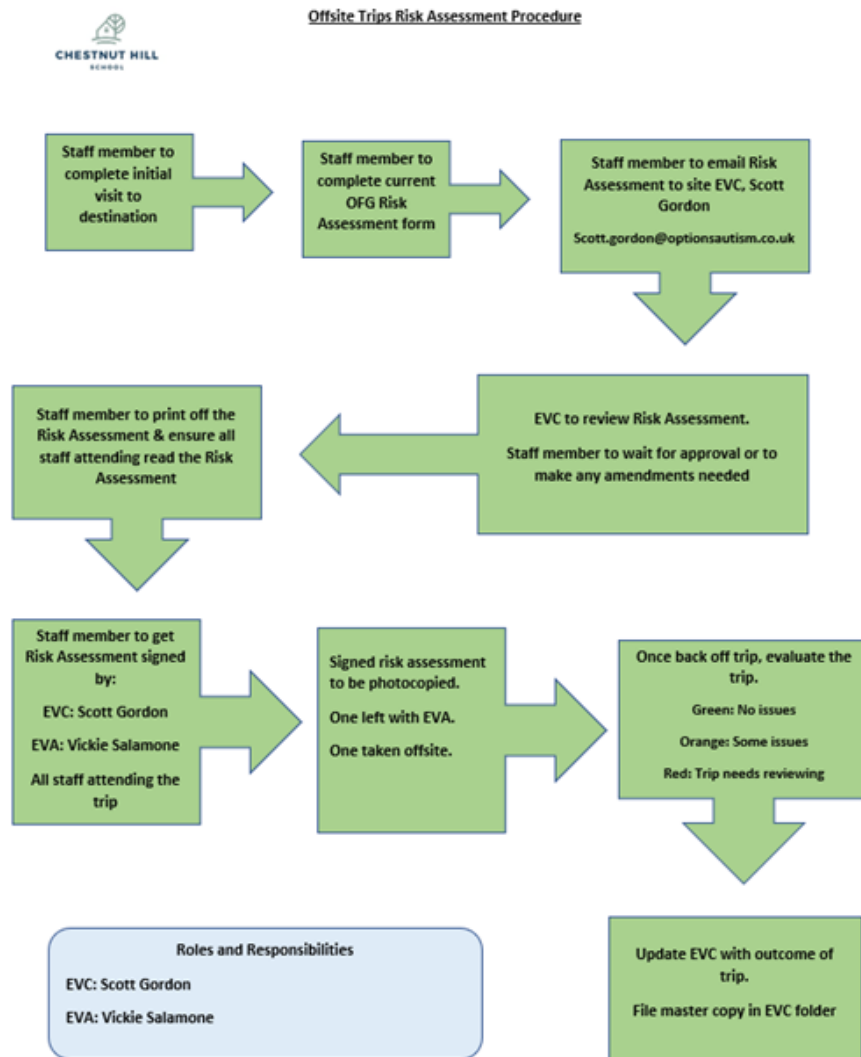 Offsite Trips Risk Assessment Procedure
CHESTNUT HILL
SCHOOL
Staff member to
complete initial
visit to
destination
Staff member to
complete current
OFG Risk
Assessment form
Staff member to email Risk
Assessment to site EVC, Scott
Gordon
Scott.gordon@optionsautism.co.uk
EVC to review Risk Assessment.
Staff member to wait for approval or to
make any amendments needed
Staff member to print off the
Risk Assessment & ensure all
staff attending read the Risk
Assessment
Staff member to get
Risk Assessment signed
by:
EVC: Scott Gordon
EVA: Vickie Salamone
All staff attending the
trip
Signed risk assessment
to be photocopied.
One left with EVA.
One taken offsite.
Once back off trip, evaluate the
trip.
Green: No issues
Orange: Some issues
Red: Trip needs reviewing
Update EVC with outcome of
trip.
File master copy in EVC folder
Roles and Responsibilities
EVC: Scott Gordon
EVA: Vickie Salamone